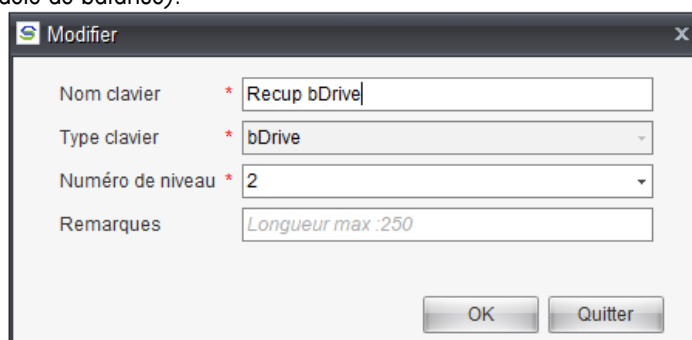 Modifier x
Nom clavier * Recup bDrive
Type clavier * bDrive
Numéro de niveau * 2
Remarques Longueur max :250
OK Quitter